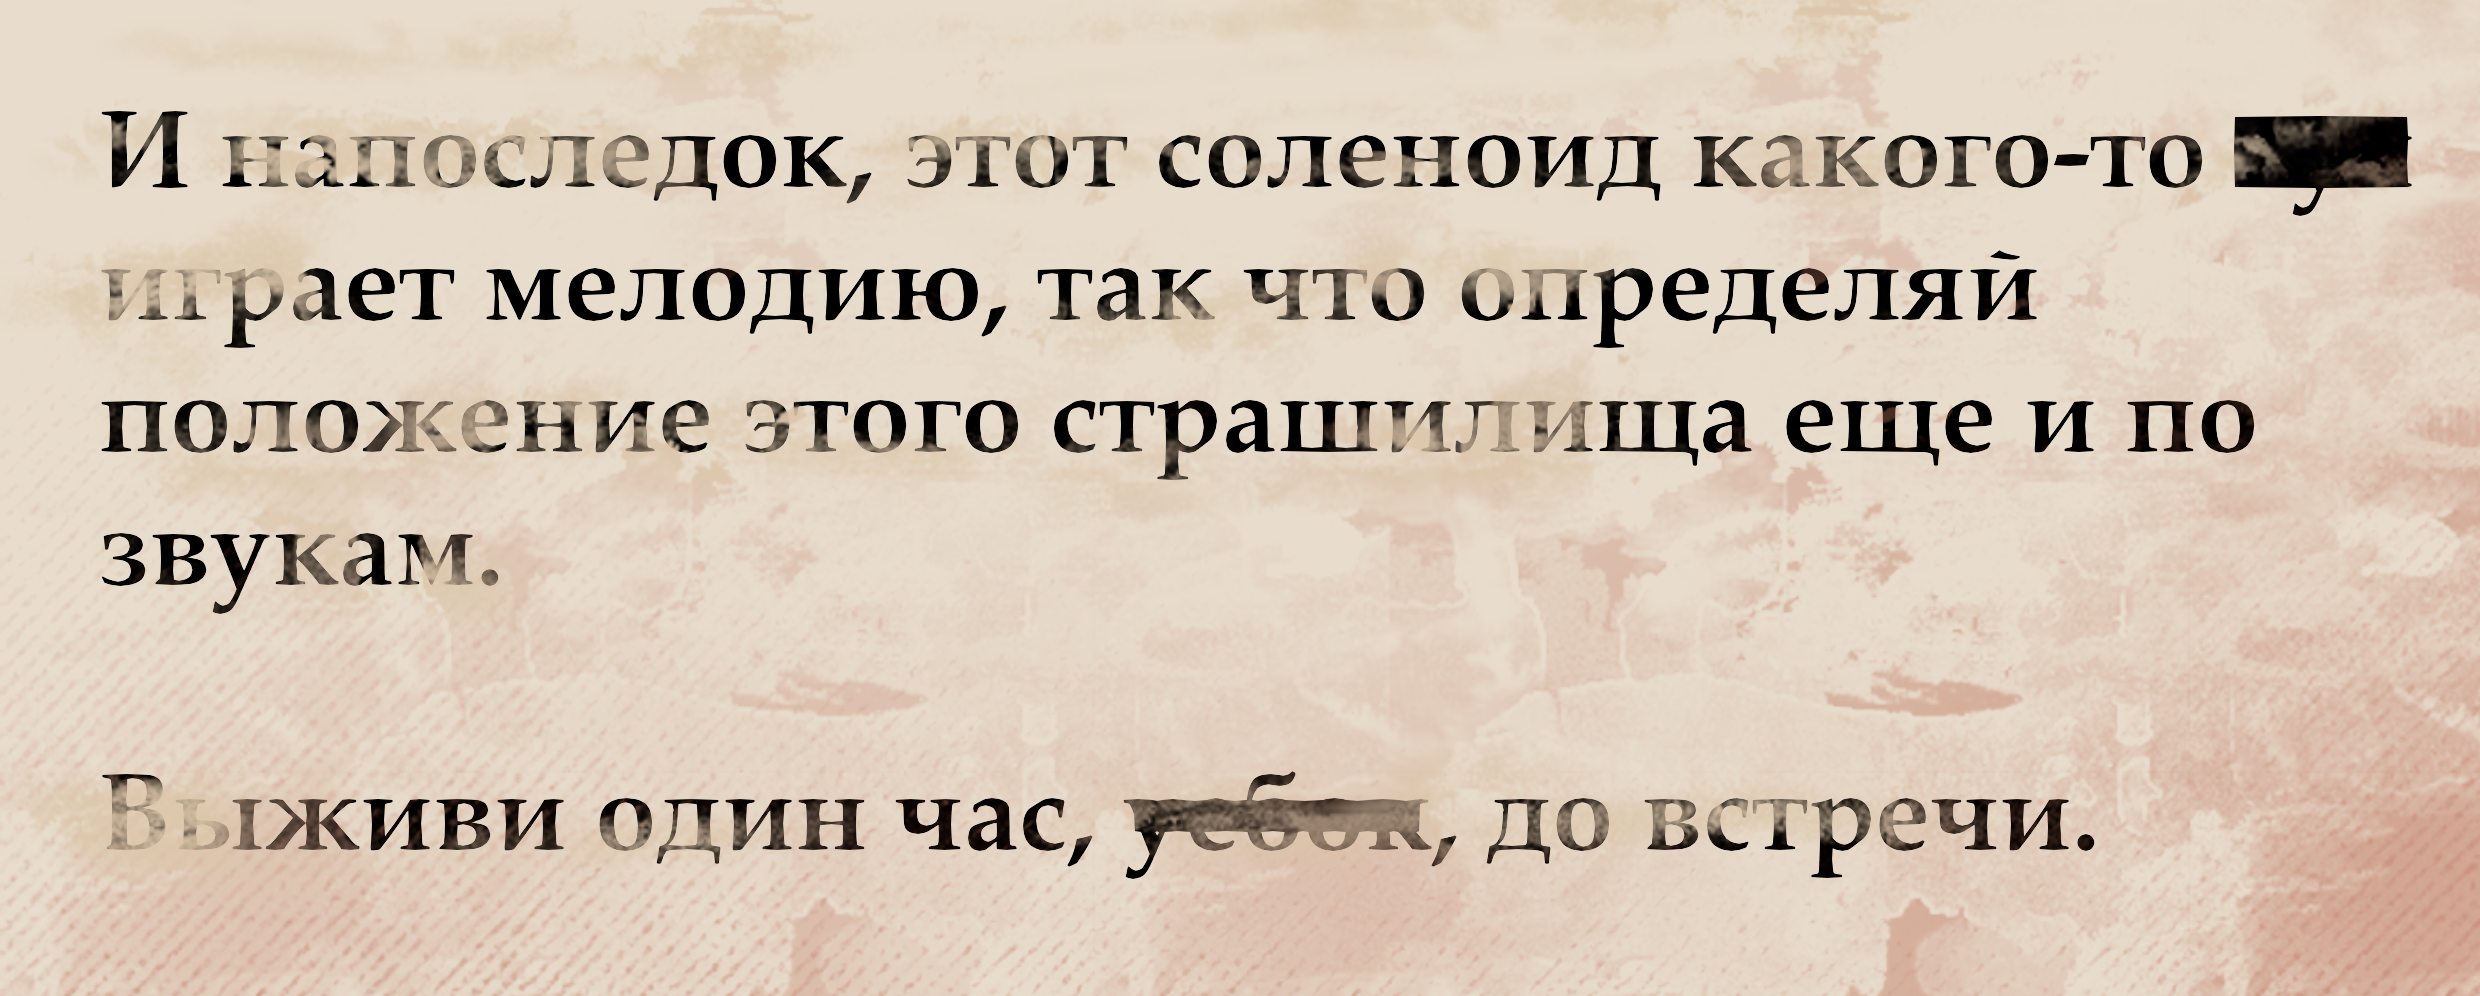 И напоследок, этот соленоид какого-то
играет мелодию, так что определяй
положение этого страшилища еще и по
звукам.
Выживи один час, уебок, до встречи.